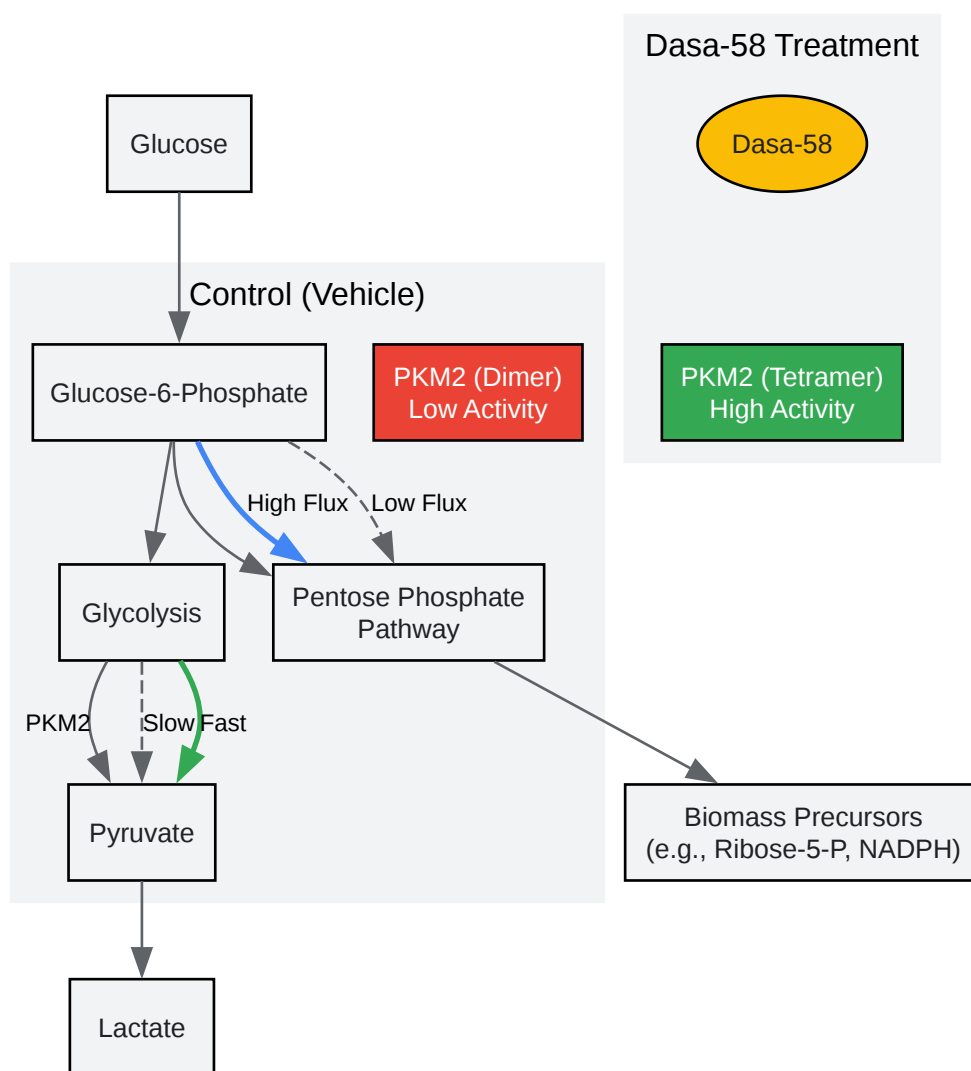 Dasa-58 Treatment
Glucose
Dasa-58
Control (Vehicle)
Glucose-6-Phosphate
PKM2 (Dimer)
Low Activity
PKM2 (Tetramer)
High Activity
High Flux
Low Flux
Glycolysis
Pentose Phosphate
Pathway
PKM2
Slow
Fast
Pyruvate
Biomass Precursors
(e.g., Ribose-5-P, NADPH)
Lactate